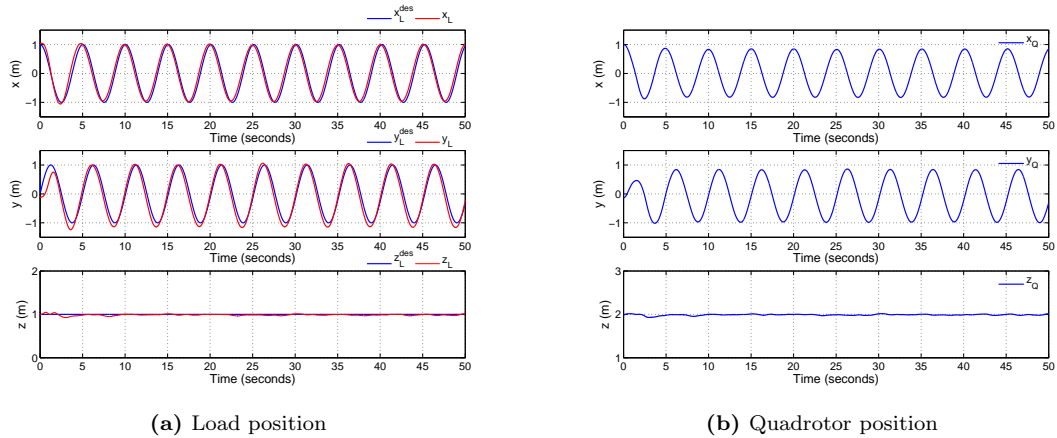 x_L^des x_L
x (m)
1
0
−1
0 5 10 15 20 25 30 35 40 45 50
Time (seconds)
y_L^des y_L
y (m)
1
0
−1
0 5 10 15 20 25 30 35 40 45 50
Time (seconds)
z_L^des z_L
z (m)
2
1
0
0 5 10 15 20 25 30 35 40 45 50
Time (seconds)
(a) Load position
x_Q
x (m)
1
0
−1
0 5 10 15 20 25 30 35 40 45 50
Time (seconds)
y_Q
y (m)
1
0
−1
0 5 10 15 20 25 30 35 40 45 50
Time (seconds)
z_Q
z (m)
3
2
1
0 5 10 15 20 25 30 35 40 45 50
Time (seconds)
(b) Quadrotor position